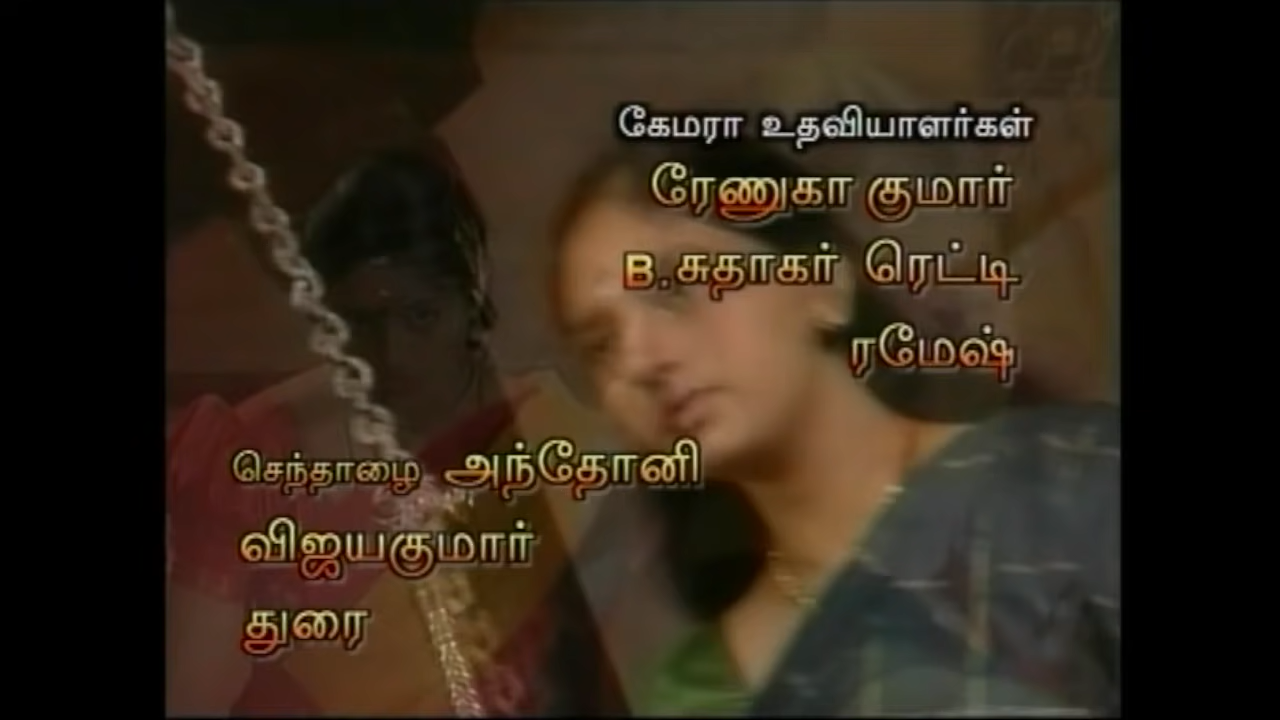 கேமரா உதவியாளர்கள்
ரேணுகா குமார்
B.சுதாகர் ரெட்டி
ரமேஷ்
செந்தாழை அந்தோனி
விஜயகுமார்
துரை